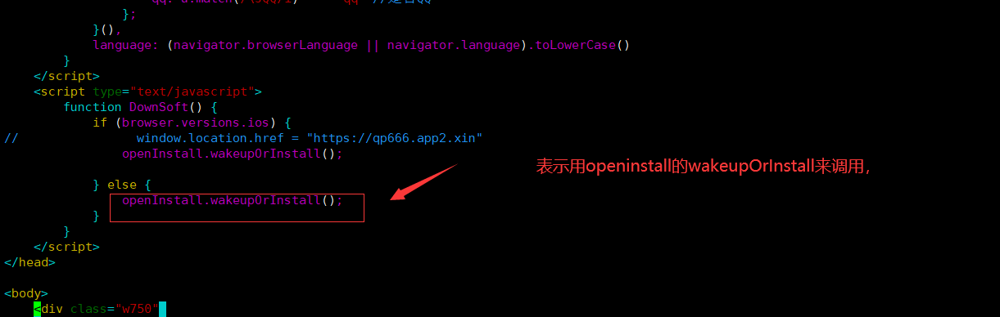 };
}(),
language: (navigator.browserLanguage || navigator.language).toLowerCase()
}
</script>
<script type="text/javascript">
function DownSoft() {
if (browser.versions.ios) {
// window.location.href = "https://qp666.app2.xin"
openInstall.wakeupOrInstall();
表示用openinstall的wakeupOrInstall来调用，
} else {
openInstall.wakeupOrInstall();
}
}
</script>
</head>
<body>
<div class="w750"